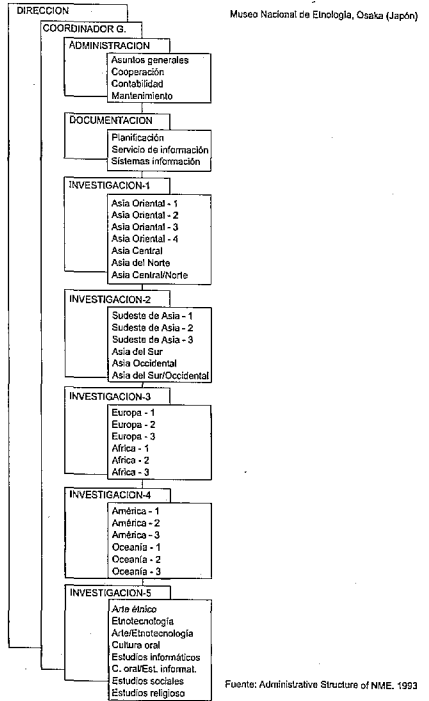 DIRECCION
Museo Nacional de Etnología, Osaka (Japón)
COORDINADOR G.
ADMINISTRACION
Asuntos generales
Cooperación
Contabilidad
Mantenimiento
DOCUMENTACION
Planificación
Servicio de información
Sistemas información
INVESTIGACION-1
Asia Oriental - 1
Asia Oriental - 2
Asia Oriental - 3
Asia Oriental - 4
Asia Central
Asia del Norte
Asia Central/Norte
INVESTIGACION-2
Sudeste de Asia - 1
Sudeste de Asia - 2
Sudeste de Asia - 3
Asia del Sur
Asia Occidental
Asia del Sur/Occidental
INVESTIGACION-3
Europa - 1
Europa - 2
Europa - 3
Africa - 1
Africa - 2
Africa - 3
INVESTIGACION-4
América - 1
América - 2
América - 3
Oceanía - 1
Oceanía - 2
Oceanía - 3
INVESTIGACION-5
Arte étnico
Etnotecnología
Arte/Etnotecnología
Cultura oral
Estudios informáticos
C. oral/Est. informat.
Estudios sociales
Estudios religioso
Fuente: Administrative Structure of NME. 1993